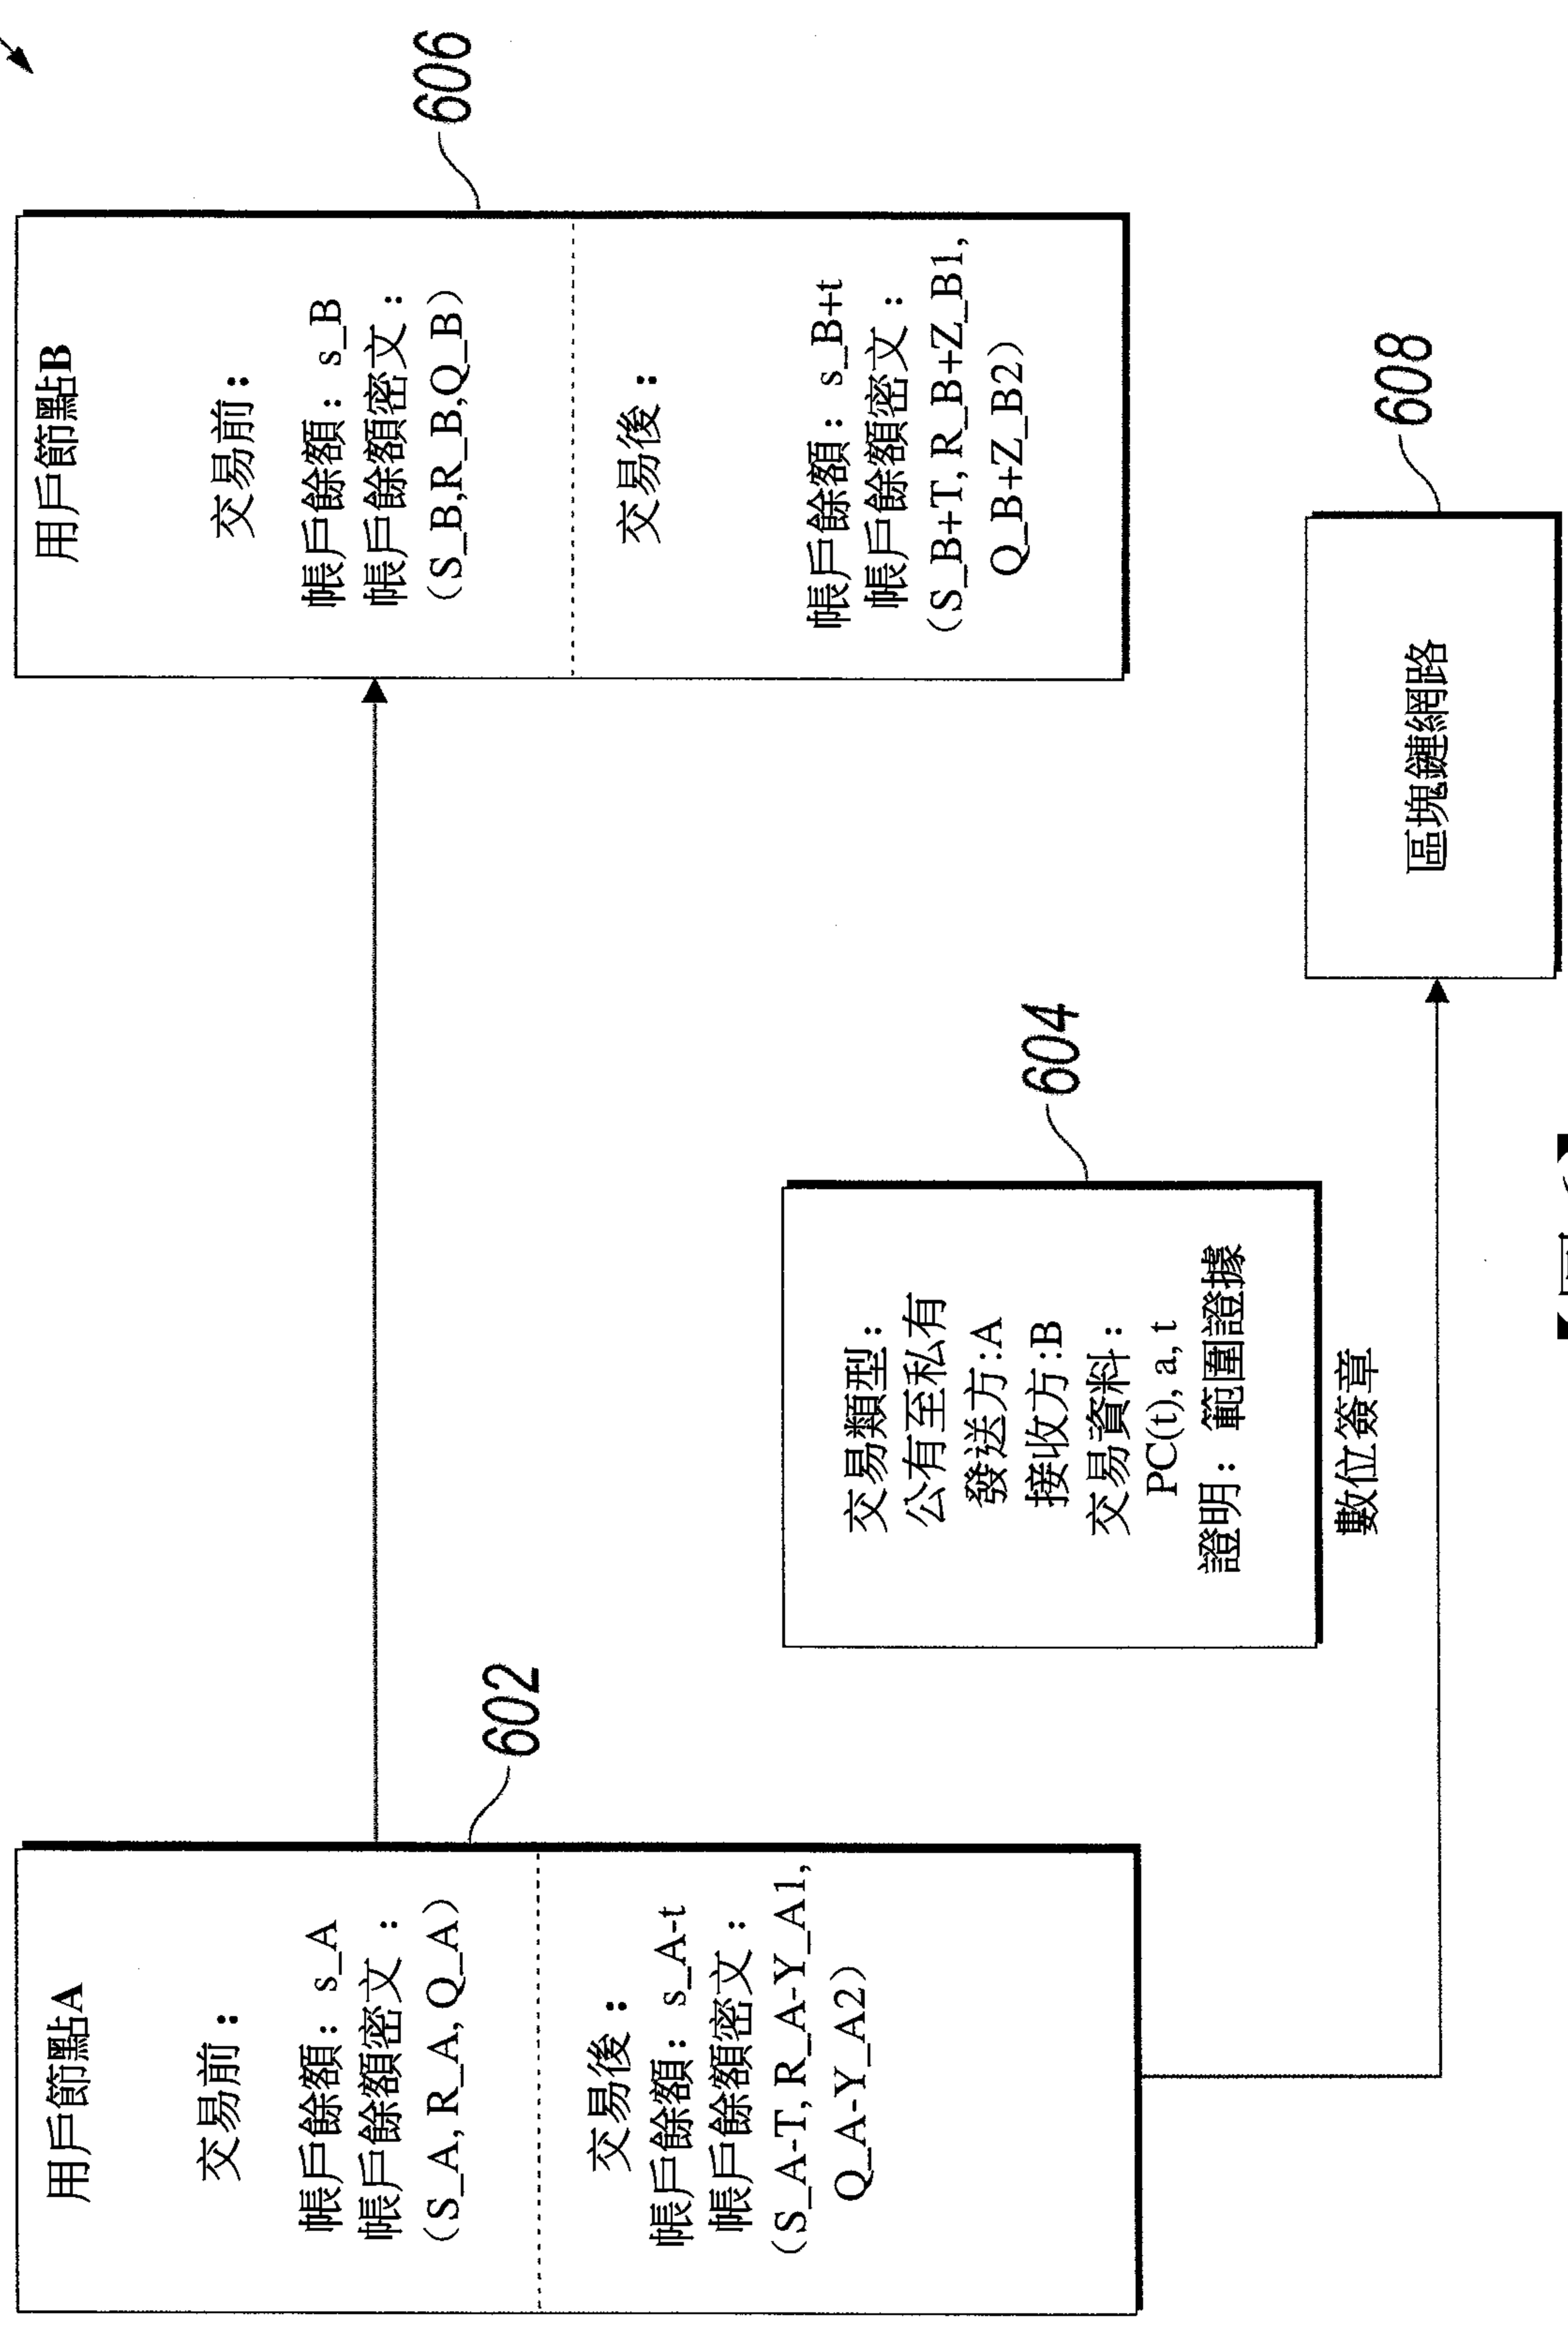 用戶節點A
交易前：
帳戶餘額：s_A
帳戶餘額密文：
(S_A, R_A, Q_A)
交易後：
帳戶餘額：s_A-t
帳戶餘額密文：
(S_A-T, R_A-Y_A1,
Q_A-Y_A2)
602
交易類型：
公有至私有
發送方:A
接收方:B
交易資料：
PC(t), a, t
證明：範圍證據
數位簽章
604
用戶節點B
交易前：
帳戶餘額：s_B
帳戶餘額密文：
(S_B,R_B,Q_B)
交易後：
帳戶餘額：s_B+t
帳戶餘額密文：
(S_B+T, R_B+Z_B1,
Q_B+Z_B2)
606
區塊鏈網路
608